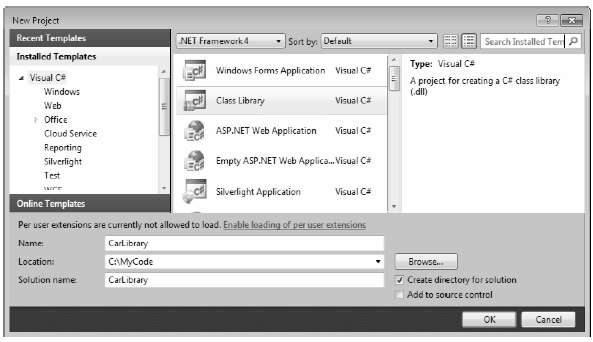 New Project
Recent Templates
.NET Framework 4
Sort by: Default
Search Installed Tem
Installed Templates
Visual C#
Windows
Web
Office
Cloud Service
Reporting
Silverlight
Test
WCF
Online Templates
Windows Forms Application Visual C#
Class Library Visual C#
ASP.NET Web Application Visual C#
Empty ASP.NET Web Applica... Visual C#
Silverlight Application Visual C#
Type: Visual C#
A project for creating a C# class library
(.dll)
Per user extensions are currently not allowed to load. Enable loading of per user extensions
Name: CarLibrary
Location: C:\MyCode
Browse...
Solution name: CarLibrary
Create directory for solution
Add to source control
OK Cancel